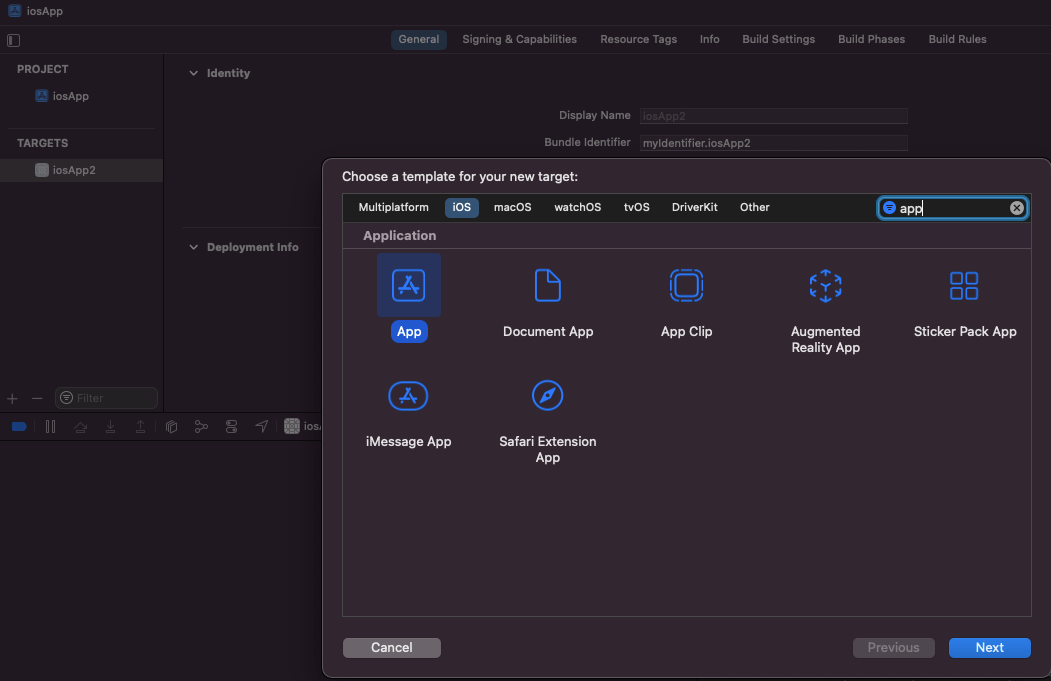 iosApp
General Signing & Capabilities Resource Tags Info Build Settings Build Phases Build Rules
PROJECT
iosApp
TARGETS
iosApp2
Identity
Display Name iosApp2
Bundle Identifier myIdentifier.iosApp2
Deployment Info
Filter
iosA
Choose a template for your new target:
Multiplatform iOS macOS watchOS tvOS DriverKit Other app
Application
App Document App App Clip Augmented Sticker Pack App
Reality App
iMessage App Safari Extension
App
Cancel Previous Next